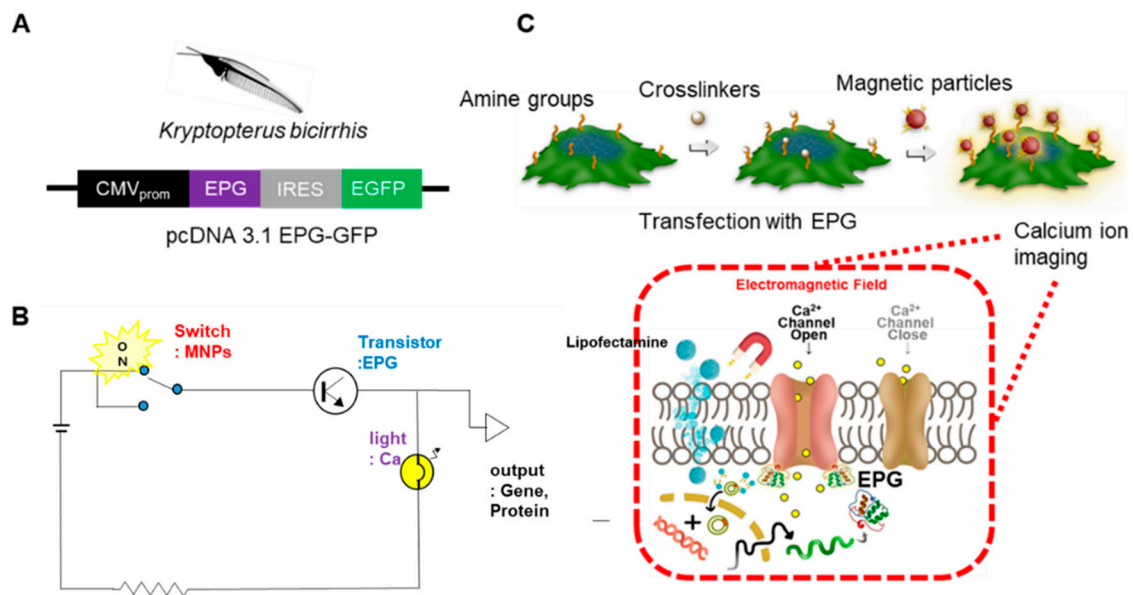 A
Kryptopterus bicirrhis
CMVprom EPG IRES EGFP
pcDNA 3.1 EPG-GFP
B
ON
Switch
: MNPs
Transistor
:EPG
light
: Ca
output
: Gene,
Protein
C
Amine groups
Crosslinkers
Magnetic particles
Transfection with EPG
Calcium ion
imaging
Electromagnetic Field
Lipofectamine
Ca²⁺
Channel
Open
Ca²⁺
Channel
Close
EPG
+